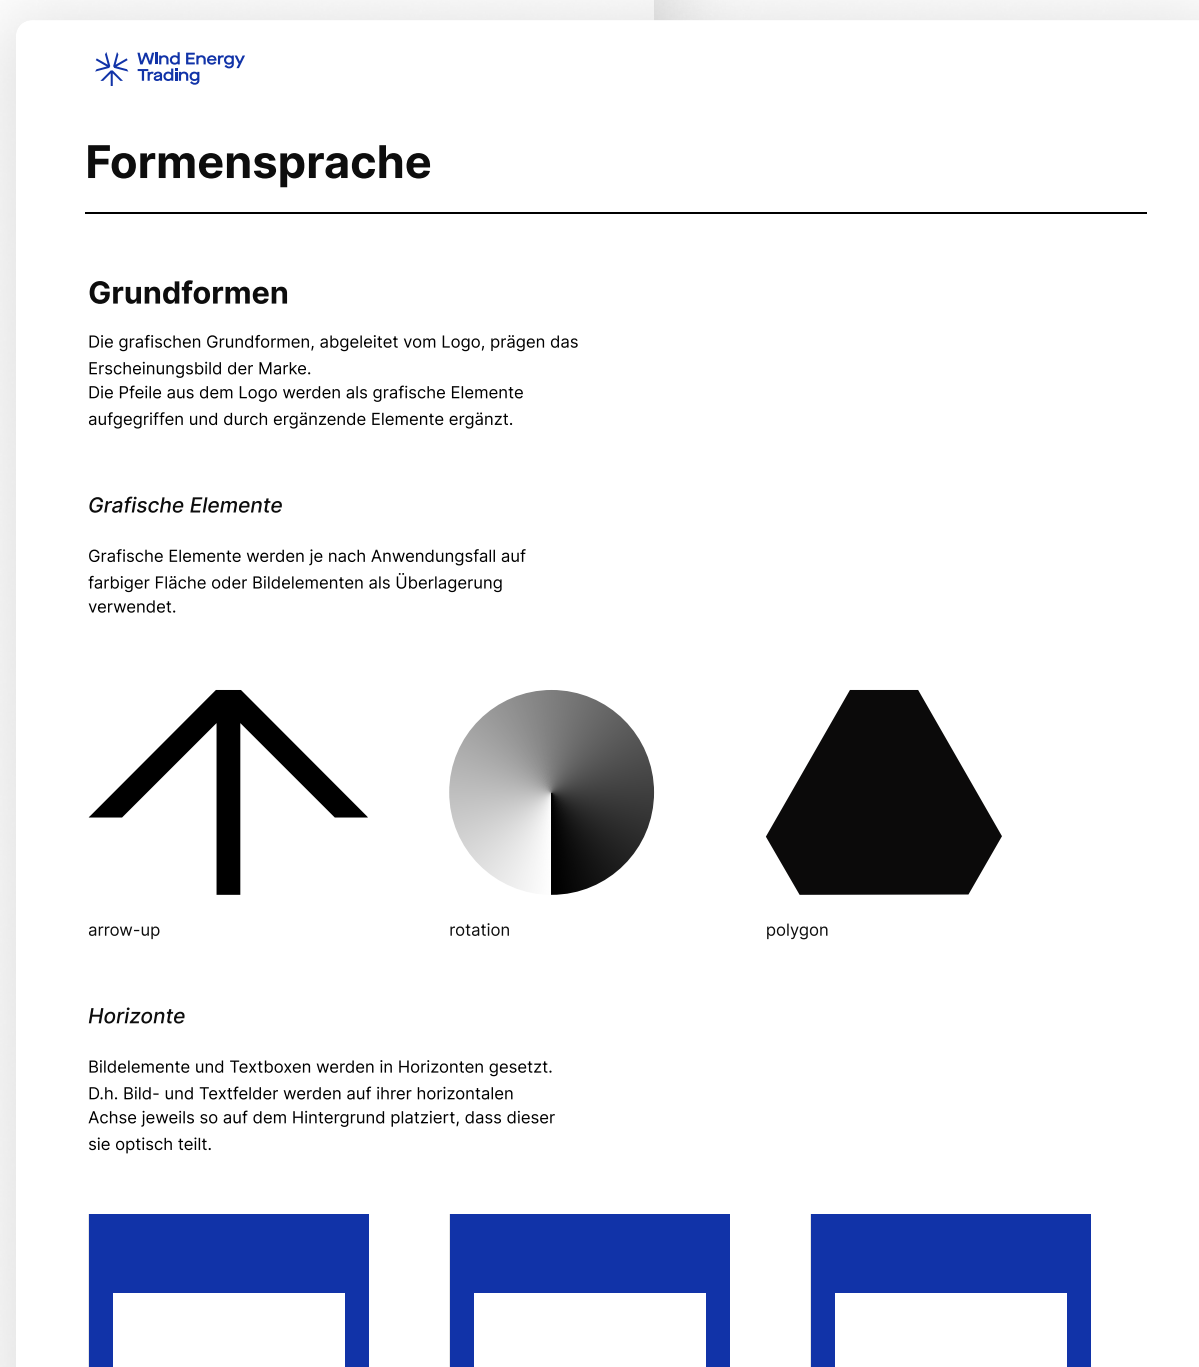 Wind Energy
Trading
Formensprache
Grundformen
Die grafischen Grundformen, abgeleitet vom Logo, prägen das
Erscheinungsbild der Marke.
Die Pfeile aus dem Logo werden als grafische Elemente
aufgegriffen und durch ergänzende Elemente ergänzt.
Grafische Elemente
Grafische Elemente werden je nach Anwendungsfall auf
farbiger Fläche oder Bildelementen als Überlagerung
verwendet.
arrow-up
rotation
polygon
Horizonte
Bildelemente und Textboxen werden in Horizonten gesetzt.
D.h. Bild- und Textfelder werden auf ihrer horizontalen
Achse jeweils so auf dem Hintergrund platziert, dass dieser
sie optisch teilt.